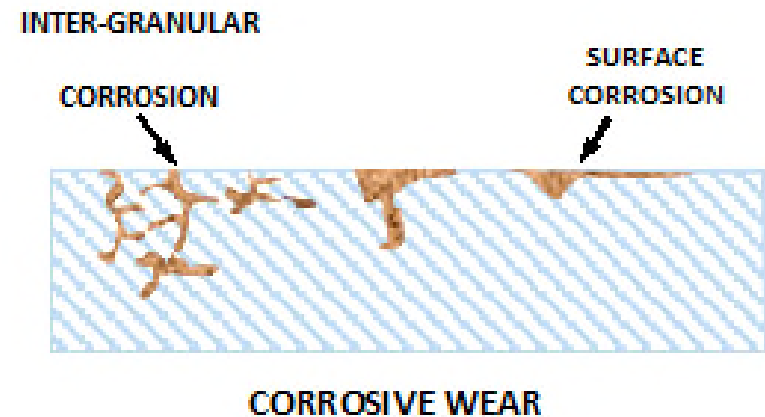 INTER-GRANULAR
CORROSION
SURFACE
CORROSION
CORROSIVE WEAR